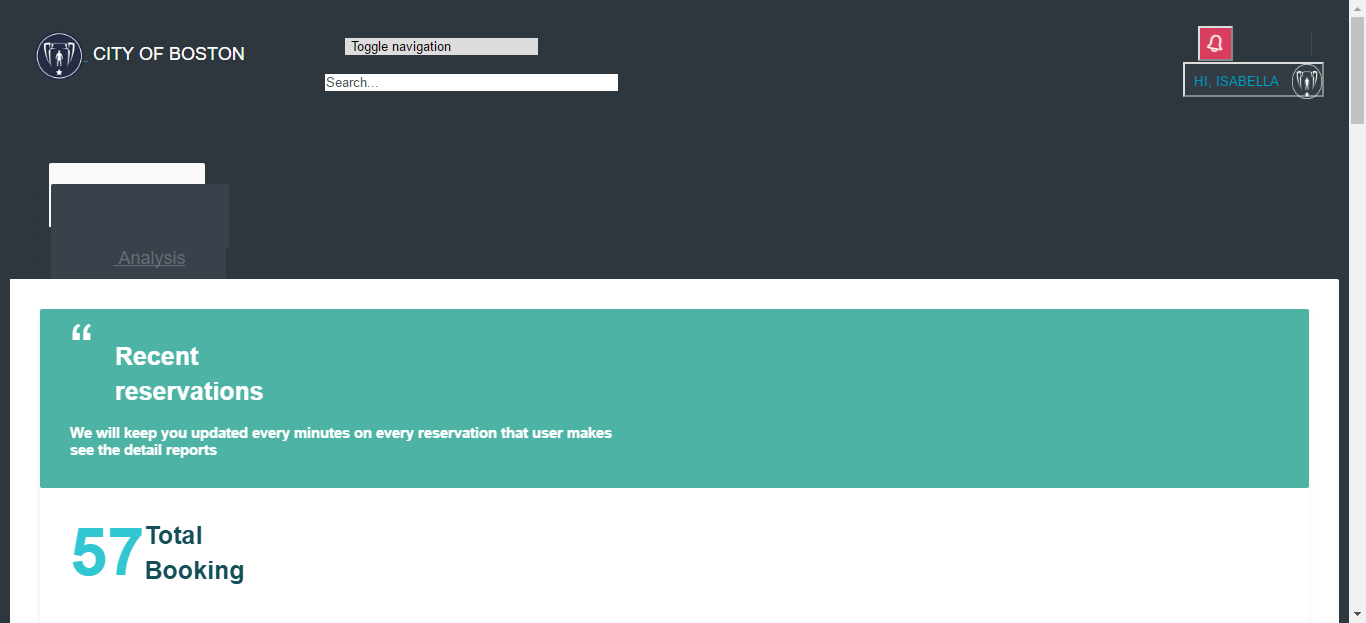 CITY OF BOSTON
Toggle navigation
Search...
HI, ISABELLA
Analysis
“
Recent
reservations
We will keep you updated every minutes on every reservation that user makes
see the detail reports
57
Total
Booking